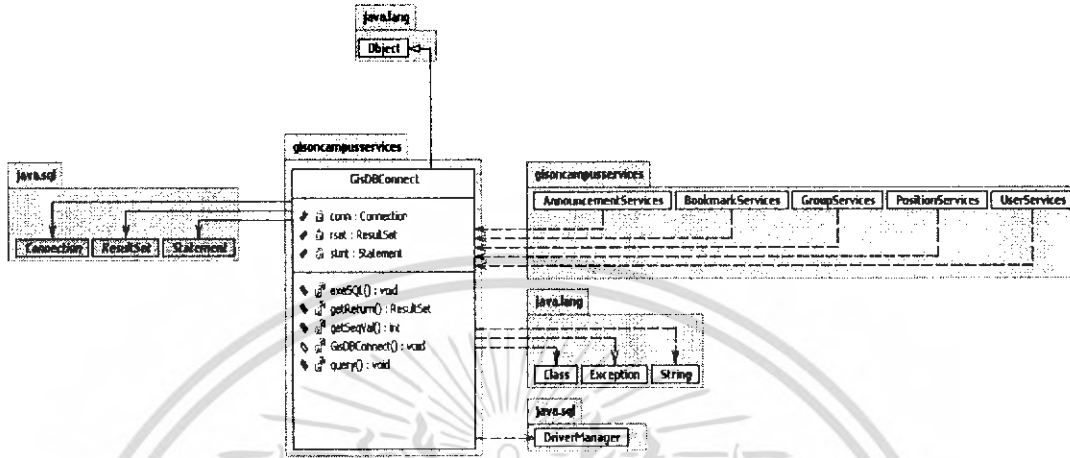 java.lang
Object
gisoncampusservices
GisDBConnect
conn : Connection
rset : ResultSet
stmt : Statement
exeSQL() : void
getReturn() : ResultSet
getSeqVal() : int
GisDBConnect() : void
query() : void
java.sql
Connection
ResultSet
Statement
gisoncampusservices
AnnouncementServices
BookmarkServices
GroupServices
PositionServices
UserServices
java.lang
Class
Exception
String
java.sql
DriverManager